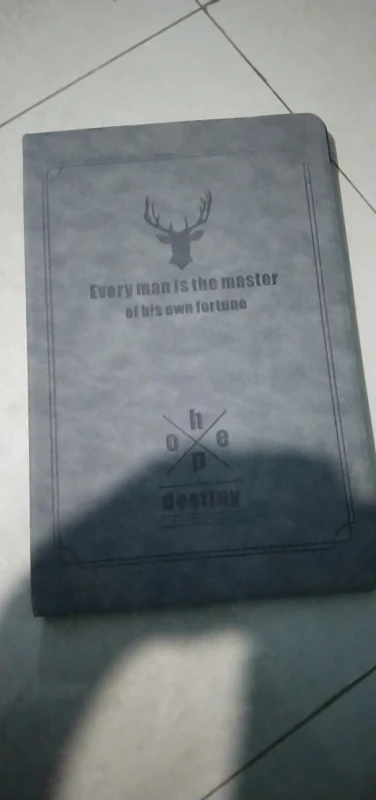 Every man is the master
of his own fortune
h
o e
p
destiny